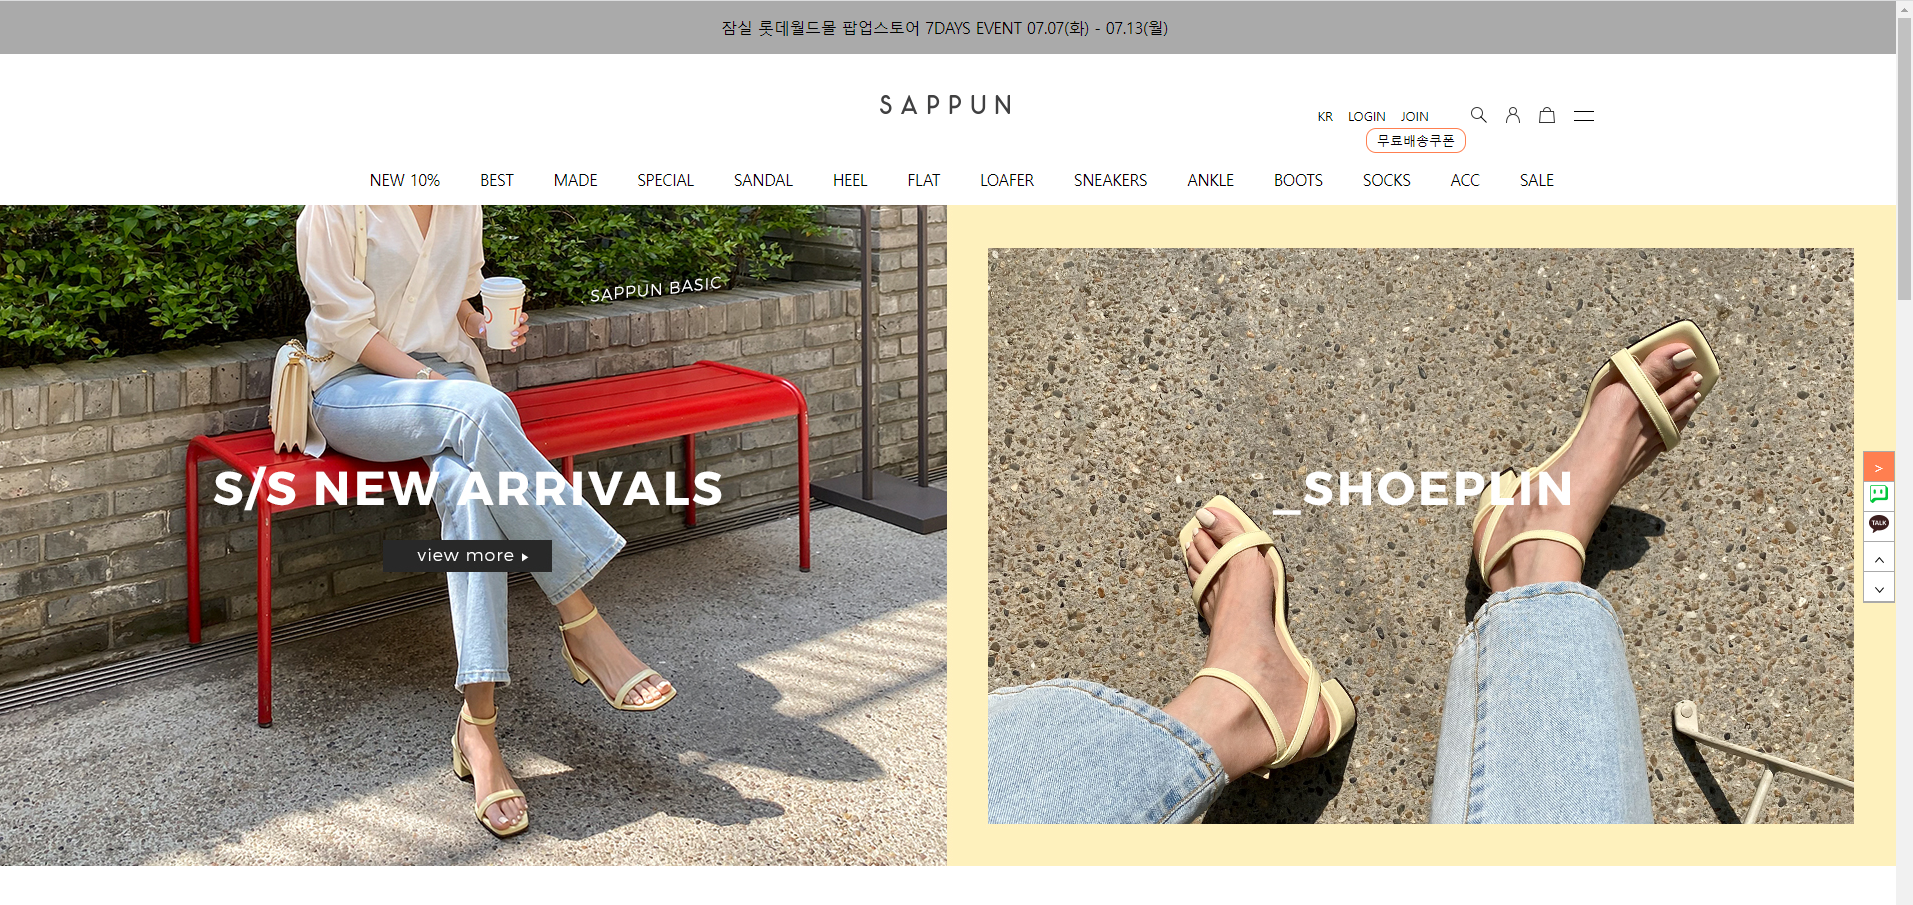 잠실 롯데월드몰 팝업스토어 7DAYS EVENT 07.07(화) - 07.13(월)
SAPPUN
KR LOGIN JOIN
무료배송쿠폰
NEW 10% BEST MADE SPECIAL SANDAL HEEL FLAT LOAFER SNEAKERS ANKLE BOOTS SOCKS ACC SALE
SAPPUN BASIC
S/S NEW ARRIVALS
view more
_SHOEPLIN
>
TALK